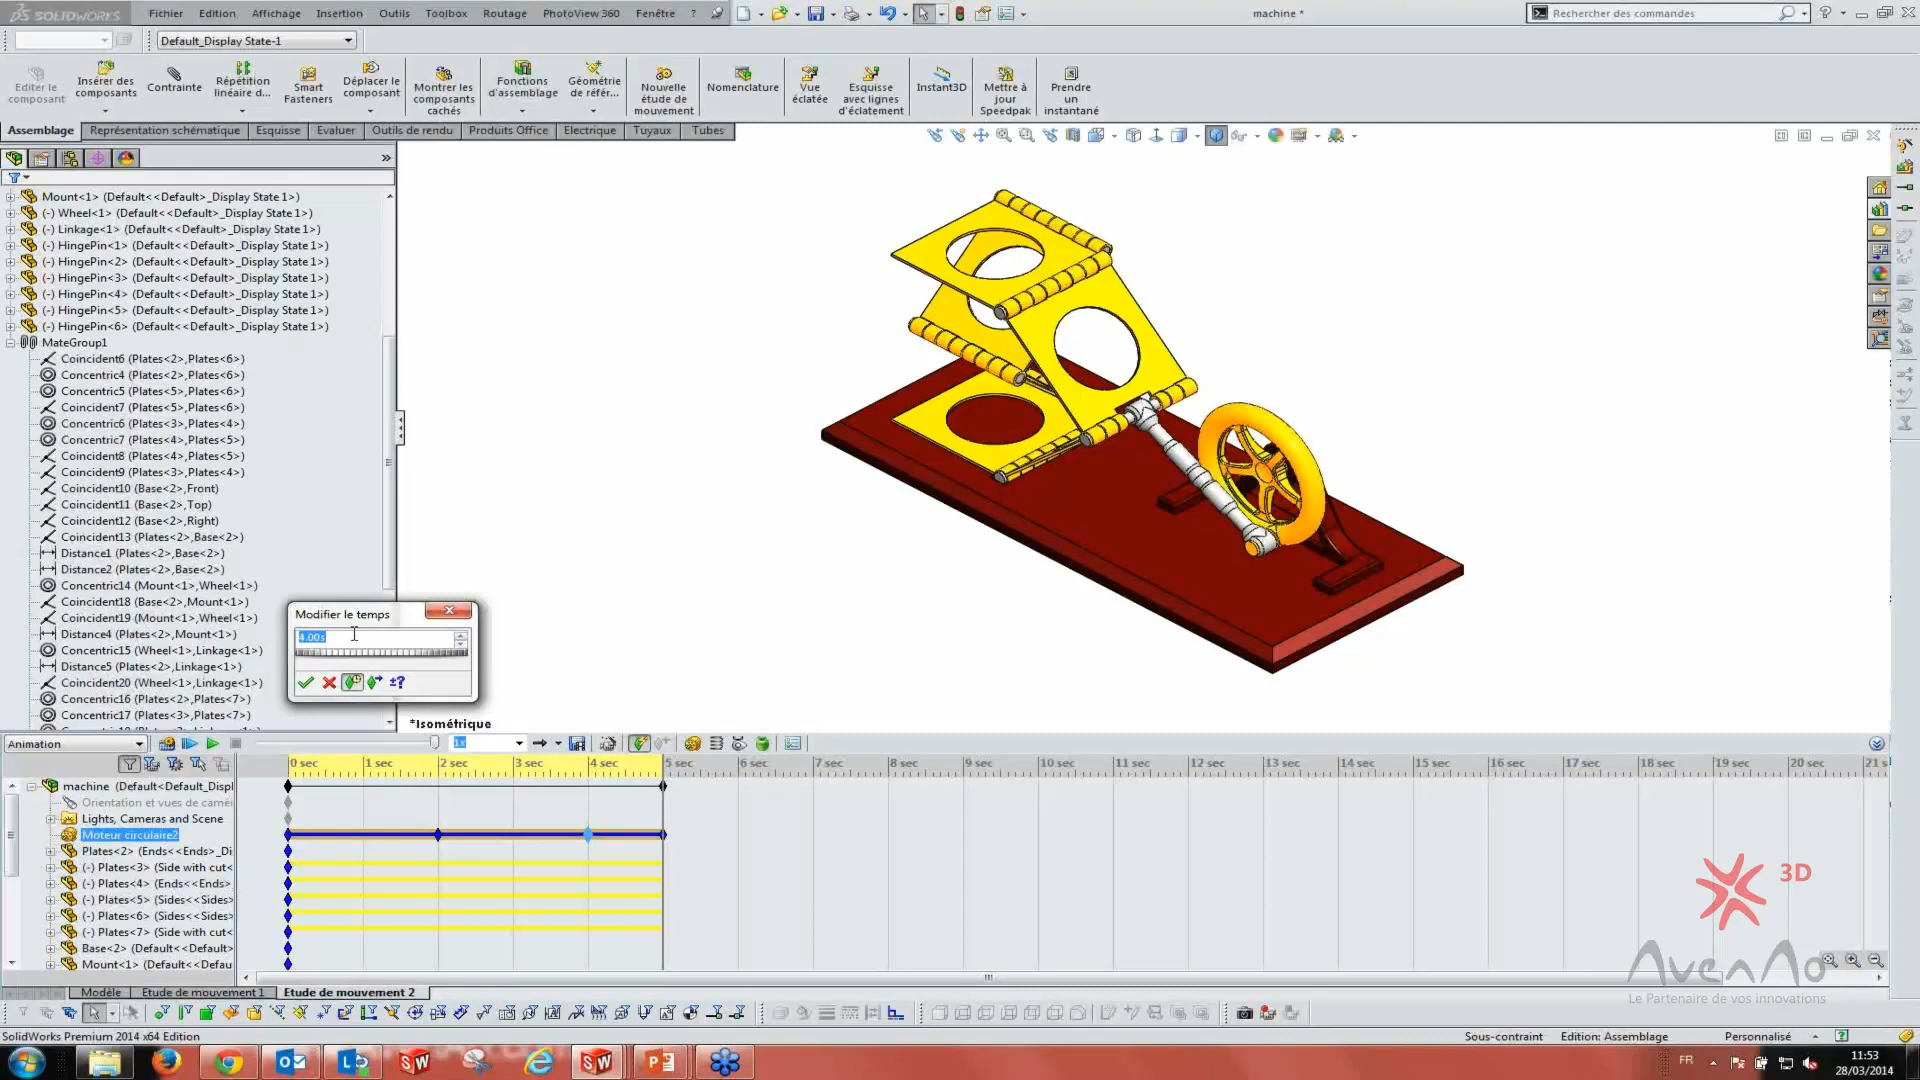 SOLIDWORKS
Fichier Edition Affichage Insertion Outils Toolbox Routage PhotoView 360 Fenêtre ?
machine *
Rechercher des commandes
Default_Display State-1
Editer le composant
Insérer des composants
Contrainte
Répétition linéaire d...
Smart Fasteners
Déplacer le composant
Montrer les composants cachés
Fonctions d'assemblage
Géométrie de référ...
Nouvelle étude de mouvement
Nomenclature
Vue éclatée
Esquisse avec lignes d'éclatement
Instant3D
Mettre à jour Speedpak
Prendre un instantané
Assemblage Représentation schématique Esquisse Evaluer Outils de rendu Produits Office Electrique Tuyaux Tubes
Mount<1> (Default<<Default>_Display State 1>)
(-) Wheel<1> (Default<<Default>_Display State 1>)
(-) Linkage<1> (Default<<Default>_Display State 1>)
(-) HingePin<1> (Default<<Default>_Display State 1>)
(-) HingePin<2> (Default<<Default>_Display State 1>)
(-) HingePin<3> (Default<<Default>_Display State 1>)
(-) HingePin<4> (Default<<Default>_Display State 1>)
(-) HingePin<5> (Default<<Default>_Display State 1>)
(-) HingePin<6> (Default<<Default>_Display State 1>)
MateGroup1
Coincident6 (Plates<2>,Plates<6>)
Concentric4 (Plates<2>,Plates<6>)
Concentric5 (Plates<5>,Plates<6>)
Coincident7 (Plates<5>,Plates<6>)
Concentric6 (Plates<3>,Plates<4>)
Concentric7 (Plates<4>,Plates<5>)
Coincident8 (Plates<4>,Plates<5>)
Coincident9 (Plates<3>,Plates<4>)
Coincident10 (Base<2>,Front)
Coincident11 (Base<2>,Top)
Coincident12 (Base<2>,Right)
Coincident13 (Plates<2>,Base<2>)
Distance1 (Plates<2>,Base<2>)
Distance2 (Plates<2>,Base<2>)
Concentric14 (Mount<1>,Wheel<1>)
Coincident18 (Base<2>,Mount<1>)
Coincident19 (Mount<1>,Wheel<1>)
Distance4 (Plates<2>,Mount<1>)
Concentric15 (Wheel<1>,Linkage<1>)
Distance5 (Plates<2>,Linkage<1>)
Coincident20 (Wheel<1>,Linkage<1>)
Concentric16 (Plates<2>,Plates<7>)
Concentric17 (Plates<3>,Plates<7>)
Modifier le temps
4.00s
*Isométrique
Animation
1x
0 sec 1 sec 2 sec 3 sec 4 sec 5 sec 6 sec 7 sec 8 sec 9 sec 10 sec 11 sec 12 sec 13 sec 14 sec 15 sec 16 sec 17 sec 18 sec 19 sec 20 sec 21 s
machine (Default<Default_Displ
Orientation et vues de camé
Lights, Cameras and Scene
Moteur circulaire2
Plates<2> (Ends<<Ends>_Di
(-) Plates<3> (Side with cut<
(-) Plates<4> (Ends<<Ends>.
(-) Plates<5> (Sides<<Sides>
(-) Plates<6> (Sides<<Sides>
(-) Plates<7> (Side with cut<
Base<2> (Default<<Default>
Mount<1> (Default<<Defau
3D
AvenAo
Le Partenaire de vos innovations
Modèle Etude de mouvement 1 Etude de mouvement 2
SolidWorks Premium 2014 x64 Edition
Sous-contraint Edition: Assemblage Personnalisé
FR
11:53
28/03/2014